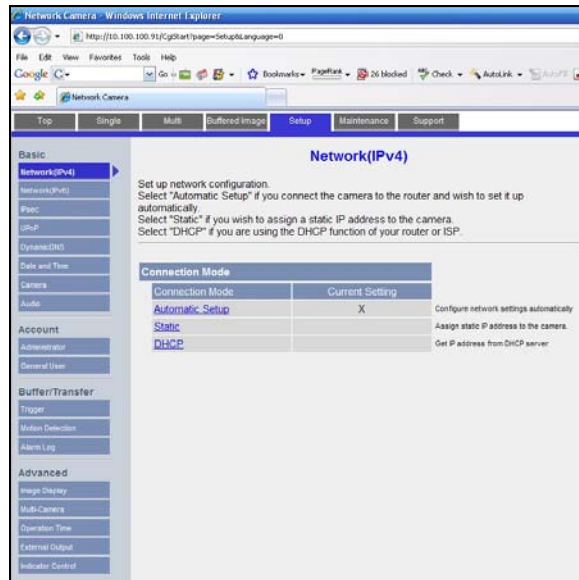 Network Camera - Windows Internet Explorer
http://10.100.100.91/CgiStart?page=Setup&Language=0
File Edit View Favorites Tools Help
Google G Go Bookmarks PageRank 26 blocked Check AutoLink AutoFill
Network Camera
Top Single Multi Buffered Image Setup Maintenance Support
Basic
Network(IPv4)
Network(IPv6)
IPsec
UPnP
DynamicDNS
Date and Time
Camera
Audio
Account
Administrator
General User
Buffer/Transfer
Trigger
Motion Detection
Alarm Log
Advanced
Image Display
Multi-Camera
Operation Time
External Output
Indicator Control
Network(IPv4)
Set up network configuration.
Select "Automatic Setup" if you connect the camera to the router and wish to set it up
automatically.
Select "Static" if you wish to assign a static IP address to the camera.
Select "DHCP" if you are using the DHCP function of your router or ISP.
Connection Mode
Connection Mode Current Setting
Automatic Setup X Configure network settings automatically
Static Assign static IP address to the camera.
DHCP Get IP address from DHCP server